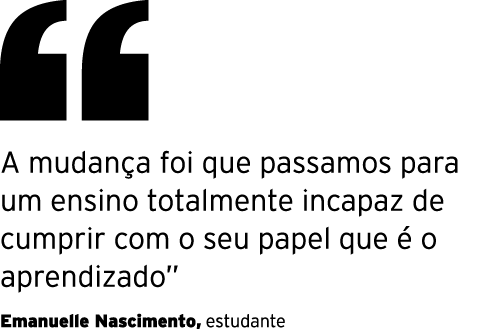 “
A mudança foi que passamos para
um ensino totalmente incapaz de
cumprir com o seu papel que é o
aprendizado”
Emanuelle Nascimento, estudante